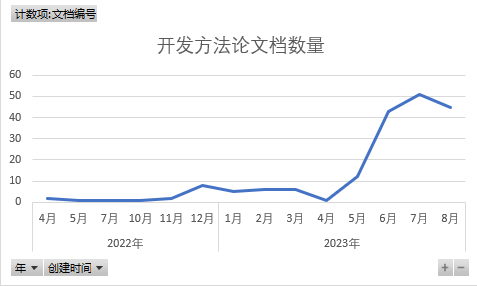 计数项:文档编号
开发方法论文档数量
60
50
40
30
20
10
0
4月 5月 7月 10月 11月 12月 1月 2月 3月 4月 5月 6月 7月 8月
2022年 2023年
年 创建时间 + −